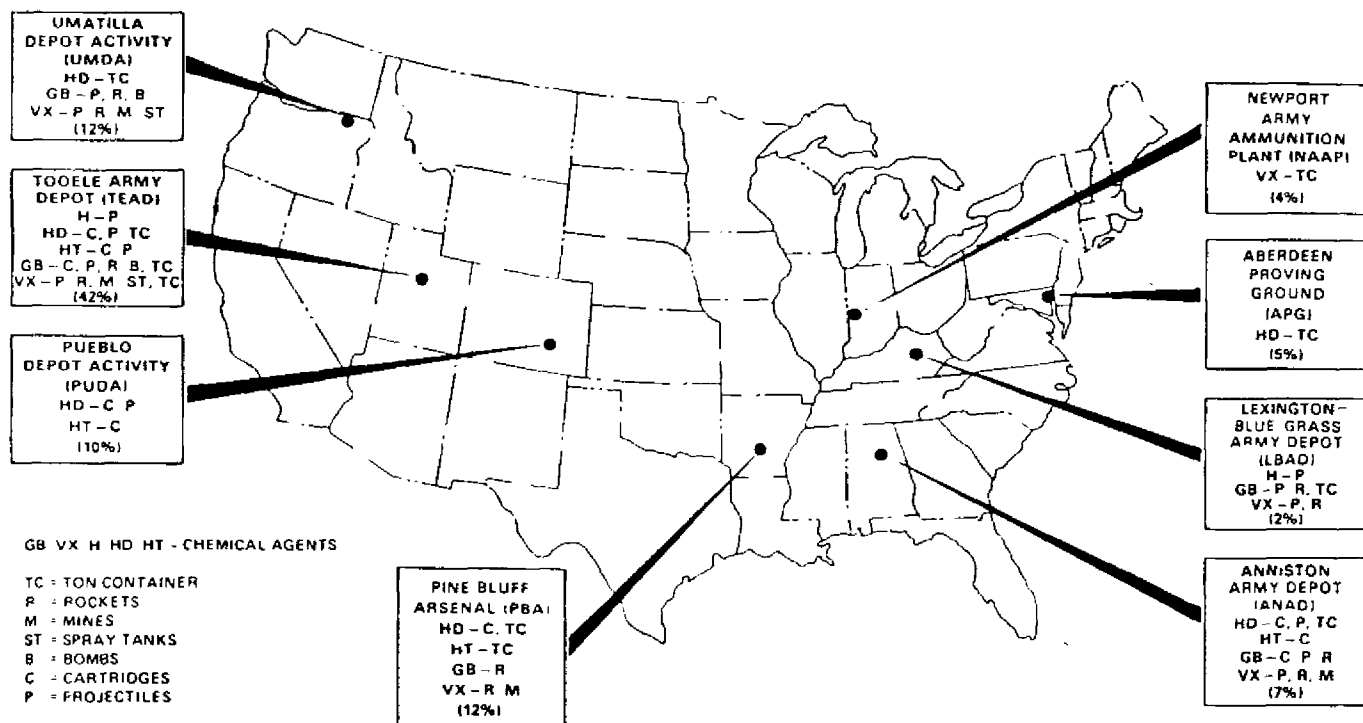 UMATILLA
DEPOT ACTIVITY
(UMDA)
HD-TC
GB-P, R, B
VX-P R M ST
(12%)
TOOELE ARMY
DEPOT (TEAD)
H-P
HD-C, P TC
HT-C P
GB-C, P, R B, TC
VX-P R, M ST, TC
(42%)
PUEBLO
DEPOT ACTIVITY
(PUDA)
HD-C P
HT-C
(10%)
GB VX H HD HT - CHEMICAL AGENTS
TC = TON CONTAINER
R = ROCKETS
M = MINES
ST = SPRAY TANKS
B = BOMBS
C = CARTRIDGES
P = PROJECTILES
PINE BLUFF
ARSENAL (PBA)
HD-C, TC
HT-TC
GB-R
VX-R M
(12%)
NEWPORT
ARMY
AMMUNITION
PLANT (NAAP)
VX-TC
(4%)
ABERDEEN
PROVING
GROUND
(APG)
HD-TC
(5%)
LEXINGTON-
BLUE GRASS
ARMY DEPOT
(LBAD)
H-P
GB-P R, TC
VX-P, R
(2%)
ANNISTON
ARMY DEPOT
(ANAD)
HD-C, P, TC
HT-C
GB-C P R
VX-P, R, M
(7%)